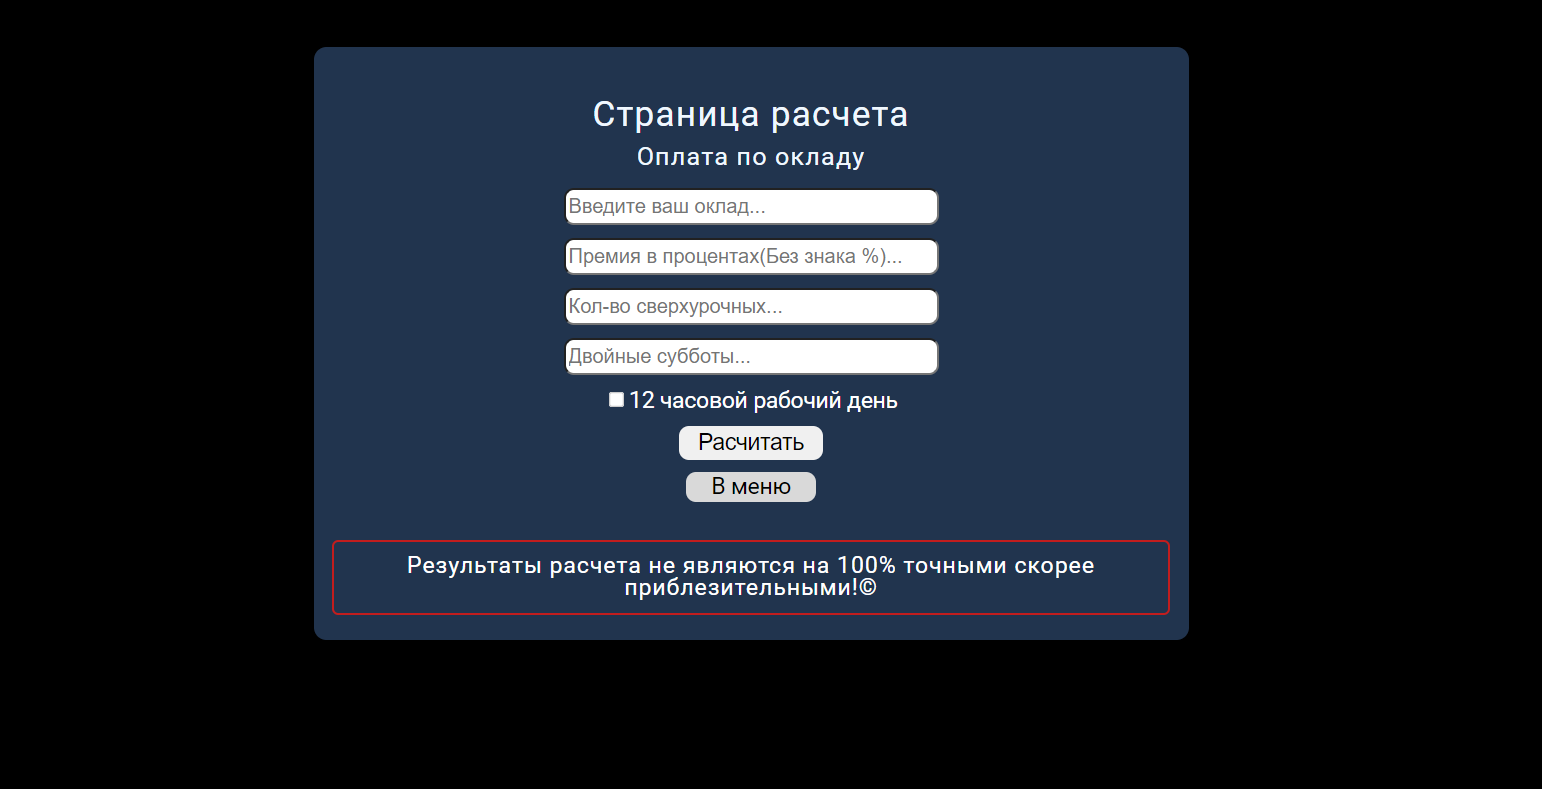 Страница расчета
Оплата по окладу
Введите ваш оклад...
Премия в процентах(Без знака %)...
Кол-во сверхурочных...
Двойные субботы...
12 часовой рабочий день
Расчитать
В меню
Результаты расчета не являются на 100% точными скорее
приблезительными!©